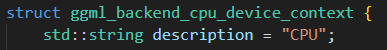 struct ggml_backend_cpu_device_context {
    std::string description = "CPU";